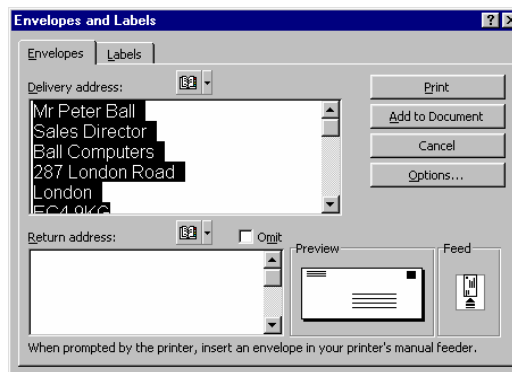 Envelopes and Labels
Envelopes Labels
Delivery address:
Mr Peter Ball
Sales Director
Ball Computers
287 London Road
London
EC4 9KG
Print
Add to Document
Cancel
Options...
Return address:
Omit
Preview
Feed
When prompted by the printer, insert an envelope in your printer's manual feeder.